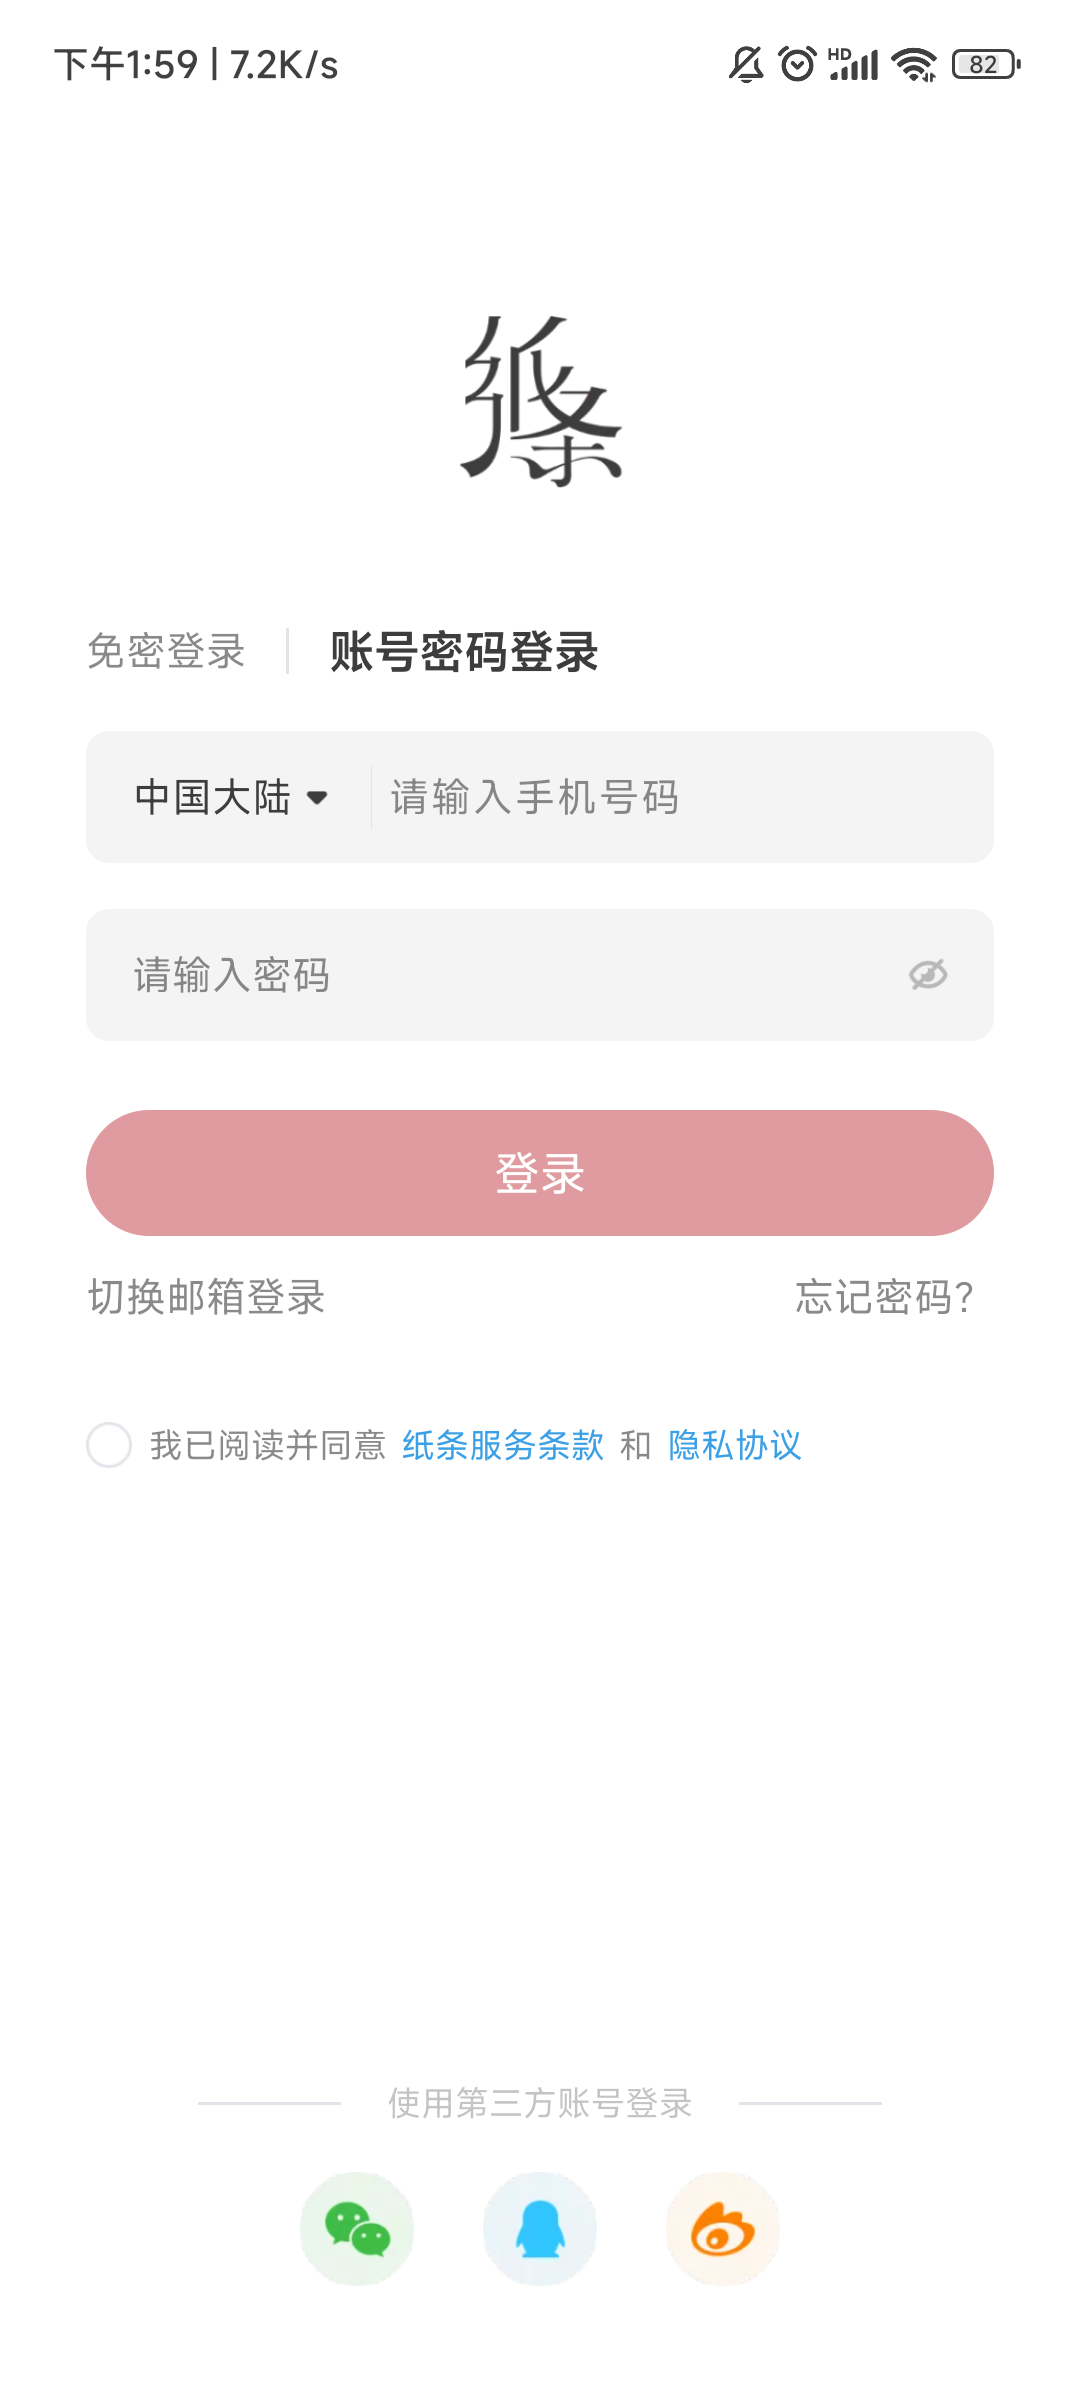 下午1:59 | 7.2K/s
HD
82
免密登录
账号密码登录
中国大陆
请输入手机号码
请输入密码
登录
切换邮箱登录
忘记密码?
我已阅读并同意 纸条服务条款 和 隐私协议
使用第三方账号登录